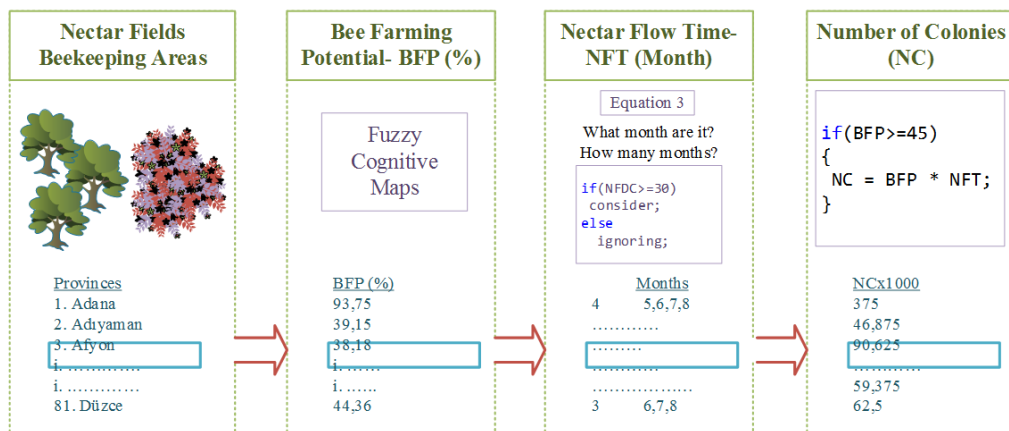 Nectar Fields
Beekeeping Areas
Provinces
1. Adana
2. Adıyaman
3. Afyon
i. …………..
i. ………….
81. Düzce
Bee Farming
Potential- BFP (%)
Fuzzy
Cognitive
Maps
BFP (%)
93,75
39,15
38,18
i. …….
i. ……
44,36
Nectar Flow Time-
NFT (Month)
Equation 3
What month are it?
How many months?
if(NFDC>=30)
consider;
else
ignoring;
Months
4 5,6,7,8
…………
………
…………..
………………
3 6,7,8
Number of Colonies
(NC)
if(BFP>=45)
{
NC = BFP * NFT;
}
NCx1000
375
46,875
90,625
………….
59,375
62,5